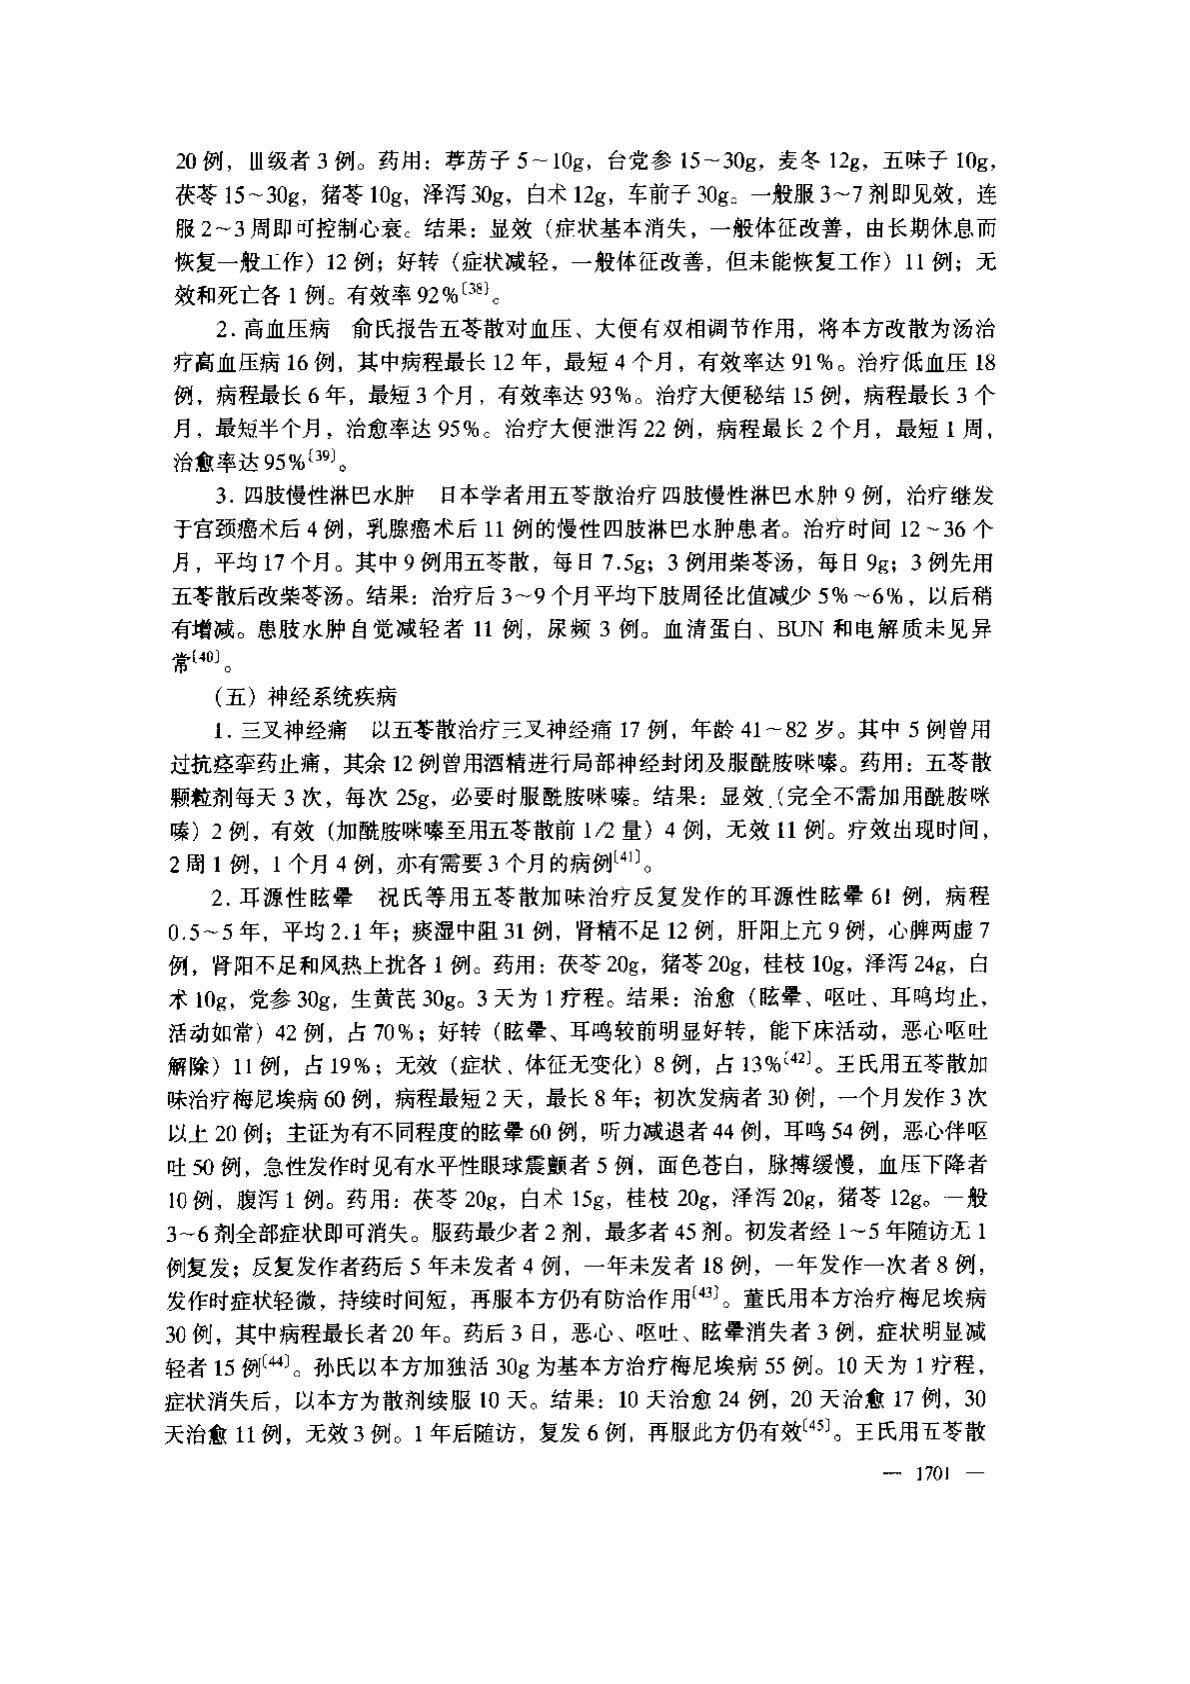 20 例，Ⅲ级者 3 例。药用：葶苈子 5～10g，台党参 15～30g，麦冬 12g，五味子 10g，
茯苓 15～30g，猪苓 10g，泽泻 30g，白术 12g，车前子 30g。一般服 3～7 剂即见效，连
服 2～3 周即可控制心衰。结果：显效（症状基本消失，一般体征改善，由长期休息而
恢复一般工作）12 例；好转（症状减轻，一般体征改善，但未能恢复工作）11 例；无
效和死亡各 1 例。有效率 92%〔38〕。
2. 高血压病　俞氏报告五苓散对血压、大便有双相调节作用，将本方改散为汤治
疗高血压病 16 例，其中病程最长 12 年，最短 4 个月，有效率达 91%。治疗低血压 18
例，病程最长 6 年，最短 3 个月，有效率达 93%。治疗大便秘结 15 例，病程最长 3 个
月，最短半个月，治愈率达 95%。治疗大便泄泻 22 例，病程最长 2 个月，最短 1 周，
治愈率达 95%〔39〕。
3. 四肢慢性淋巴水肿　日本学者用五苓散治疗四肢慢性淋巴水肿 9 例，治疗继发
于宫颈癌术后 4 例，乳腺癌术后 11 例的慢性四肢淋巴水肿患者。治疗时间 12～36 个
月，平均 17 个月。其中 9 例用五苓散，每日 7.5g；3 例用柴苓汤，每日 9g；3 例先用
五苓散后改柴苓汤。结果：治疗后 3～9 个月平均下肢周径比值减少 5%～6%，以后稍
有增减。患肢水肿自觉减轻者 11 例，尿频 3 例。血清蛋白、BUN 和电解质未见异
常〔40〕。
（五）神经系统疾病
1. 三叉神经痛　以五苓散治疗三叉神经痛 17 例，年龄 41～82 岁。其中 5 例曾用
过抗痉挛药止痛，其余 12 例曾用酒精进行局部神经封闭及服酰胺咪嗪。药用：五苓散
颗粒剂每天 3 次，每次 25g，必要时服酰胺咪嗪。结果：显效（完全不需加用酰胺咪
嗪）2 例，有效（加酰胺咪嗪至用五苓散前 1/2 量）4 例，无效 11 例。疗效出现时间，
2 周 1 例，1 个月 4 例，亦有需要 3 个月的病例〔41〕。
2. 耳源性眩晕　祝氏等用五苓散加味治疗反复发作的耳源性眩晕 61 例，病程
0.5～5 年，平均 2.1 年；痰湿中阻 31 例，肾精不足 12 例，肝阳上亢 9 例，心脾两虚 7
例，肾阳不足和风热上扰各 1 例。药用：茯苓 20g，猪苓 20g，桂枝 10g，泽泻 24g，白
术 10g，党参 30g，生黄芪 30g。3 天为 1 疗程。结果：治愈（眩晕、呕吐、耳鸣均止，
活动如常）42 例，占 70%；好转（眩晕、耳鸣较前明显好转，能下床活动，恶心呕吐
解除）11 例，占 19%；无效（症状、体征无变化）8 例，占 13%〔42〕。王氏用五苓散加
味治疗梅尼埃病 60 例，病程最短 2 天，最长 8 年；初次发病者 30 例，一个月发作 3 次
以上 20 例；主证为有不同程度的眩晕 60 例，听力减退者 44 例，耳鸣 54 例，恶心伴呕
吐 50 例，急性发作时见有水平性眼球震颤者 5 例，面色苍白，脉搏缓慢，血压下降者
10 例，腹泻 1 例。药用：茯苓 20g，白术 15g，桂枝 20g，泽泻 20g，猪苓 12g。一般
3～6 剂全部症状即可消失。服药最少者 2 剂，最多者 45 剂。初发者经 1～5 年随访无 1
例复发；反复发作者药后 5 年未发者 4 例，一年未发者 18 例，一年发作一次者 8 例，
发作时症状轻微，持续时间短，再服本方仍有防治作用〔43〕。董氏用本方治疗梅尼埃病
30 例，其中病程最长者 20 年。药后 3 日，恶心、呕吐、眩晕消失者 3 例，症状明显减
轻者 15 例〔44〕。孙氏以本方加独活 30g 为基本方治疗梅尼埃病 55 例。10 天为 1 疗程，
症状消失后，以本方为散剂续服 10 天。结果：10 天治愈 24 例，20 天治愈 17 例，30
天治愈 11 例，无效 3 例。1 年后随访，复发 6 例，再服此方仍有效〔45〕。王氏用五苓散
— 1701 —